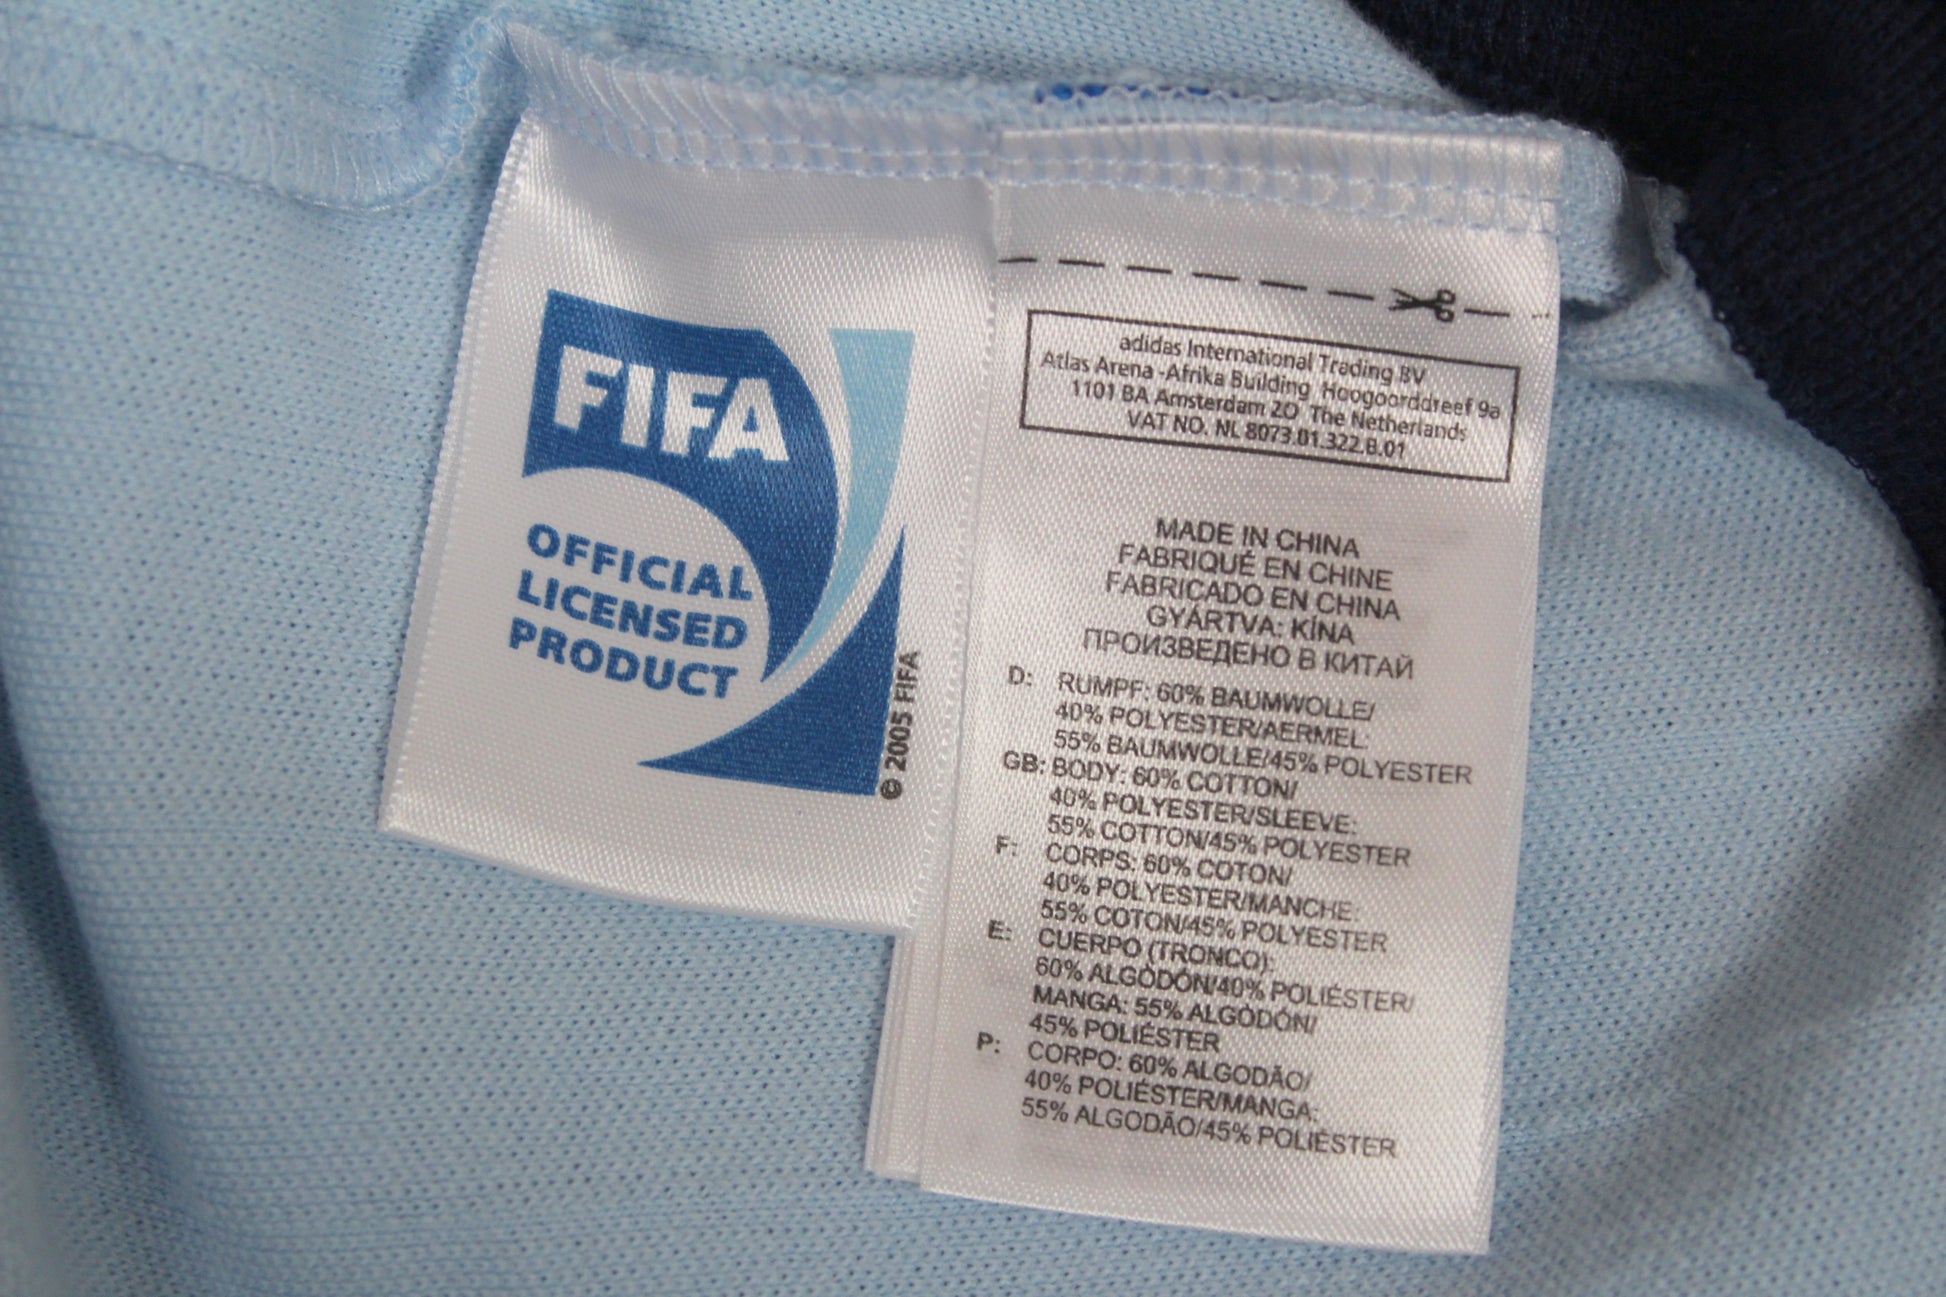 FIFA
OFFICIAL
LICENSED
PRODUCT
© 2005 FIFA
adidas International Trading BV
Atlas Arena -Afrika Building Hoogoorddreef 9a
1101 BA Amsterdam ZO The Netherlands
VAT NO. NL 8073.01.322.B.01
MADE IN CHINA
FABRIQUÉ EN CHINE
FABRICADO EN CHINA
GYÁRTVA: KÍNA
ПРОИЗВЕДЕНО В КИТАЙ
D: RUMPF: 60% BAUMWOLLE/
40% POLYESTER/AERMEL:
55% BAUMWOLLE/45% POLYESTER
GB: BODY: 60% COTTON/
40% POLYESTER/SLEEVE:
55% COTTON/45% POLYESTER
F: CORPS: 60% COTON/
40% POLYESTER/MANCHE:
55% COTON/45% POLYESTER
E: CUERPO (TRONCO):
60% ALGÒDÓN/40% POLIÉSTER/
MANGA: 55% ALGODÓN/
45% POLIÉSTER
P: CORPO: 60% ALGODÃO/
40% POLIÉSTER/MANGA:
55% ALGODÃO/45% POLIÉSTER